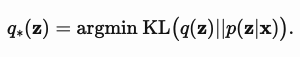 q∗(z) = argmin KL(q(z)||p(z|x)).